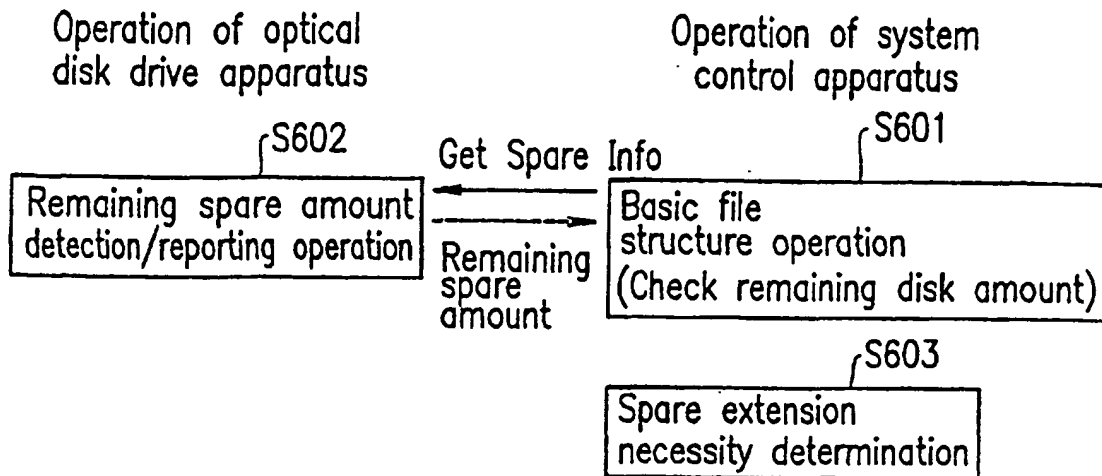 Operation of optical
disk drive apparatus
Operation of system
control apparatus
S602
S601
Get Spare Info
Remaining spare amount
detection/reporting operation
Remaining
spare
amount
Basic file
structure operation
(Check remaining disk amount)
S603
Spare extension
necessity determination